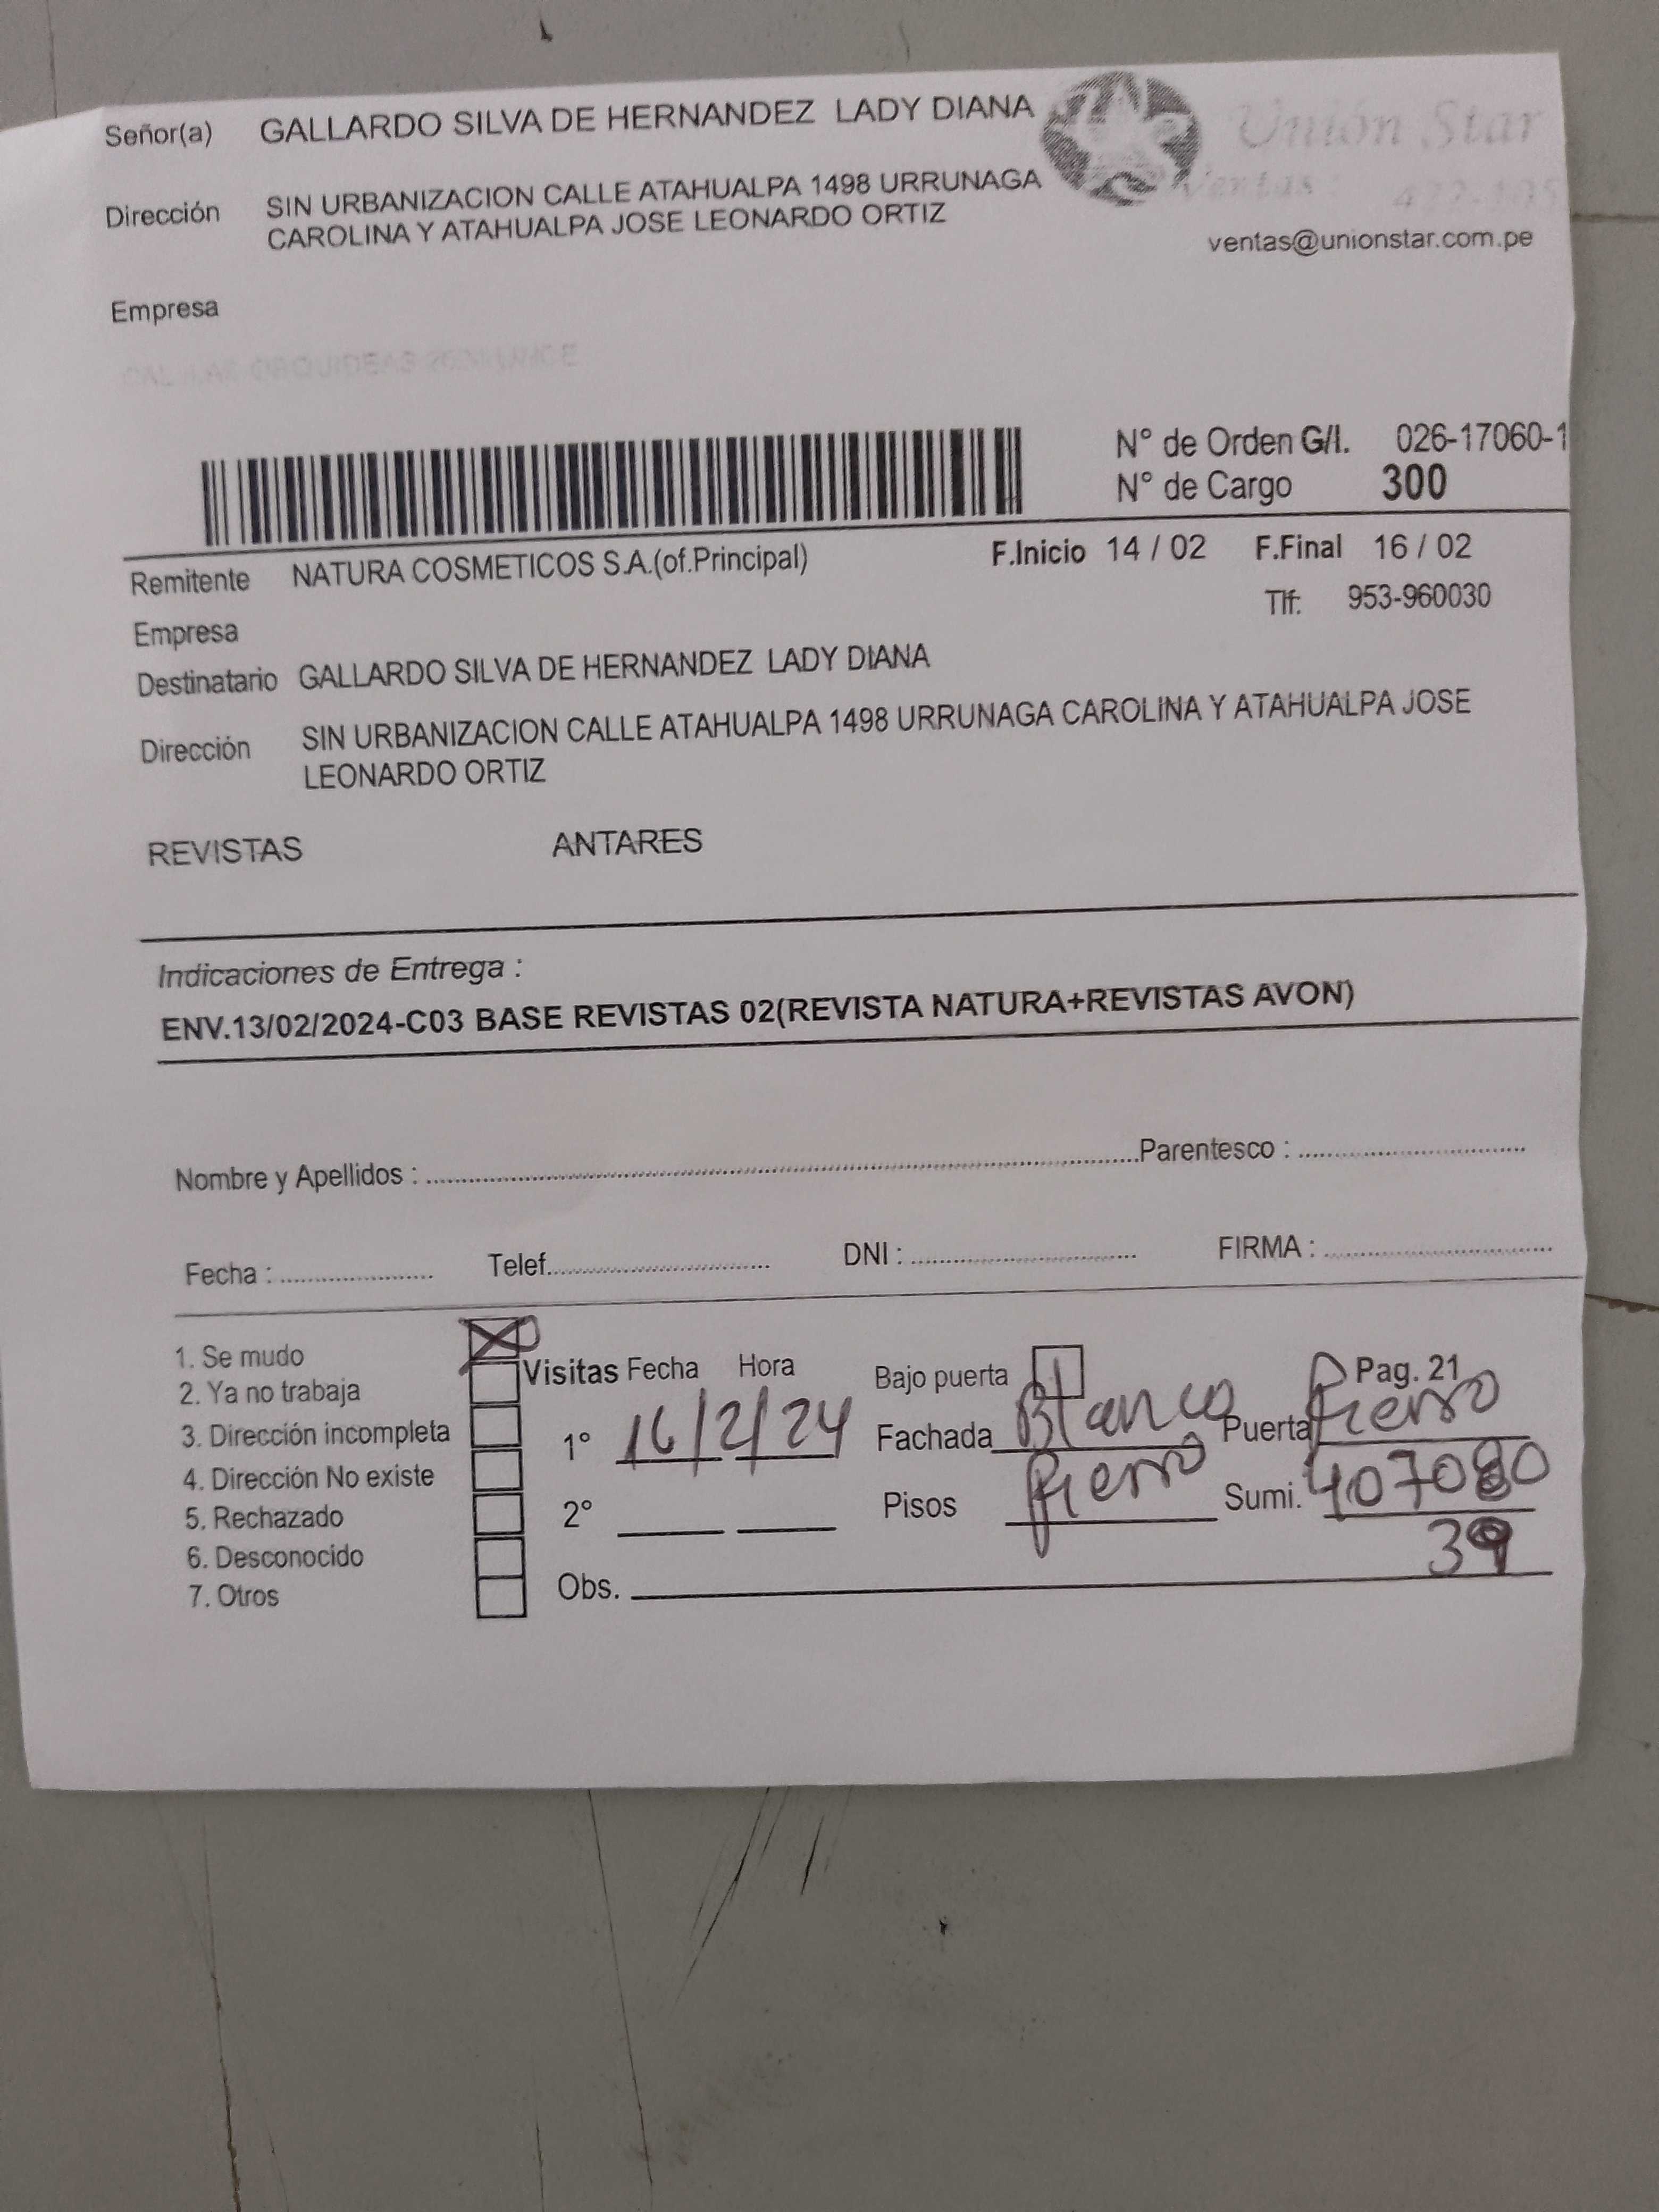 Señor(a) GALLARDO SILVA DE HERNANDEZ LADY DIANA
Unión Star
Dirección SIN URBANIZACION CALLE ATAHUALPA 1498 URRUNAGA
CAROLINA Y ATAHUALPA JOSE LEONARDO ORTIZ
Ventas:
ventas@unionstar.com.pe
Empresa
N° de Orden G/I. 026-17060-1
N° de Cargo 300
Remitente NATURA COSMETICOS S.A.(of.Principal) F.Inicio 14 / 02 F.Final 16 / 02
Empresa Tlf: 953-960030
Destinatario GALLARDO SILVA DE HERNANDEZ LADY DIANA
Dirección SIN URBANIZACION CALLE ATAHUALPA 1498 URRUNAGA CAROLINA Y ATAHUALPA JOSE
LEONARDO ORTIZ
REVISTAS ANTARES
Indicaciones de Entrega :
ENV.13/02/2024-C03 BASE REVISTAS 02(REVISTA NATURA+REVISTAS AVON)
Nombre y Apellidos : Parentesco :
Fecha : Telef. DNI : FIRMA :
1. Se mudo
Visitas Fecha Hora Bajo puerta Pag. 21
2. Ya no trabaja
3. Dirección incompleta 1° 16/2/24 Fachada Blanco Puerta Fierro
4. Dirección No existe
5. Rechazado 2° Pisos Sumi.
6. Desconocido
7. Otros Obs.